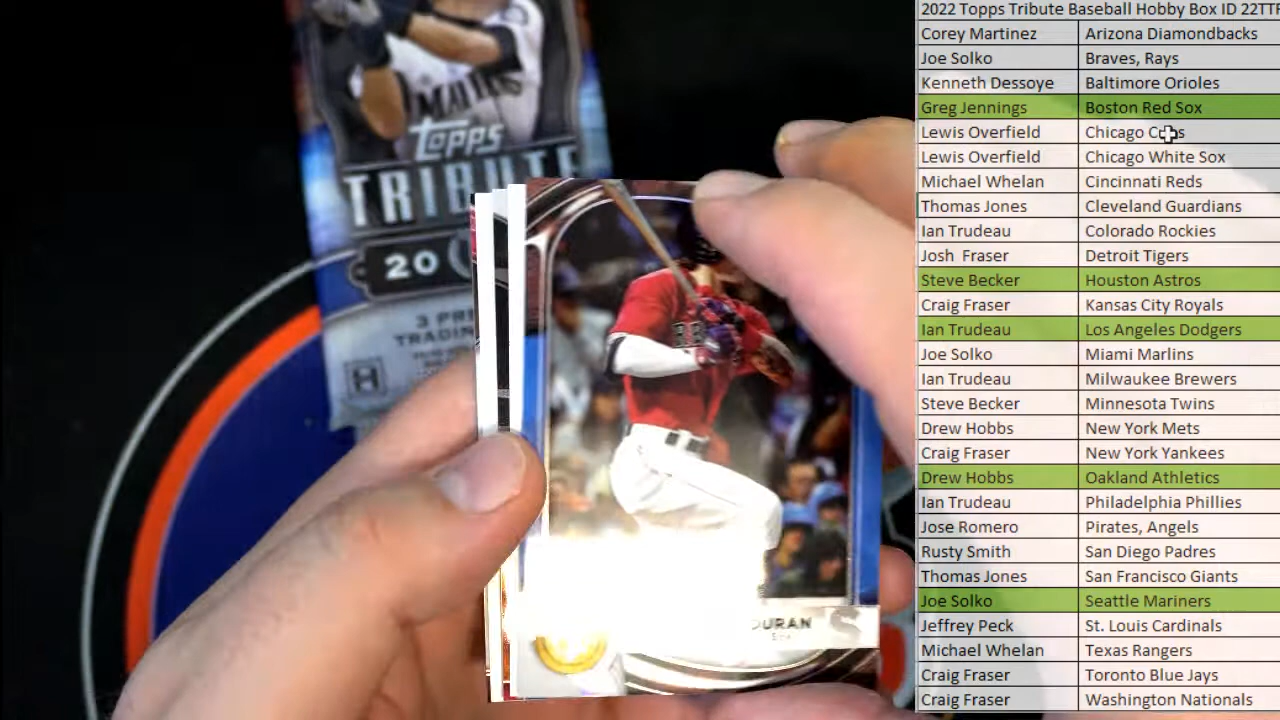 TOPPS
TRIBUTE
20
3 PRE
TRADIN
DURAN
2022 Topps Tribute Baseball Hobby Box ID 22TTF
Corey Martinez Arizona Diamondbacks
Joe Solko Braves, Rays
Kenneth Dessoye Baltimore Orioles
Greg Jennings Boston Red Sox
Lewis Overfield Chicago
Lewis Overfield Chicago White Sox
Michael Whelan Cincinnati Reds
Thomas Jones Cleveland Guardians
Ian Trudeau Colorado Rockies
Josh Fraser Detroit Tigers
Steve Becker Houston Astros
Craig Fraser Kansas City Royals
Ian Trudeau Los Angeles Dodgers
Joe Solko Miami Marlins
Ian Trudeau Milwaukee Brewers
Steve Becker Minnesota Twins
Drew Hobbs New York Mets
Craig Fraser New York Yankees
Drew Hobbs Oakland Athletics
Ian Trudeau Philadelphia Phillies
Jose Romero Pirates, Angels
Rusty Smith San Diego Padres
Thomas Jones San Francisco Giants
Joe Solko Seattle Mariners
Jeffrey Peck St. Louis Cardinals
Michael Whelan Texas Rangers
Craig Fraser Toronto Blue Jays
Craig Fraser Washington Nationals